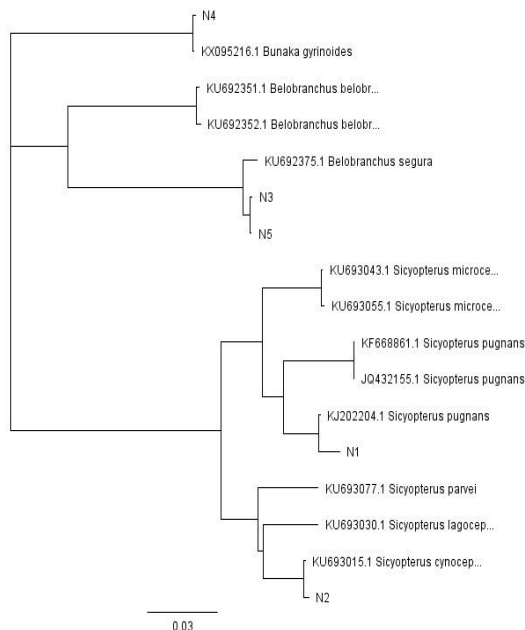 N4
KX095216.1 Bunaka gyrinoides
KU692351.1 Belobranchus belobr...
KU692352.1 Belobranchus belobr...
KU692375.1 Belobranchus segura
N3
N5
KU693043.1 Sicyopterus microce...
KU693055.1 Sicyopterus microce...
KF668861.1 Sicyopterus pugnans
JQ432155.1 Sicyopterus pugnans
KJ202204.1 Sicyopterus pugnans
N1
KU693077.1 Sicyopterus parvei
KU693030.1 Sicyopterus lagocep...
KU693015.1 Sicyopterus cynocep...
N2
0.03